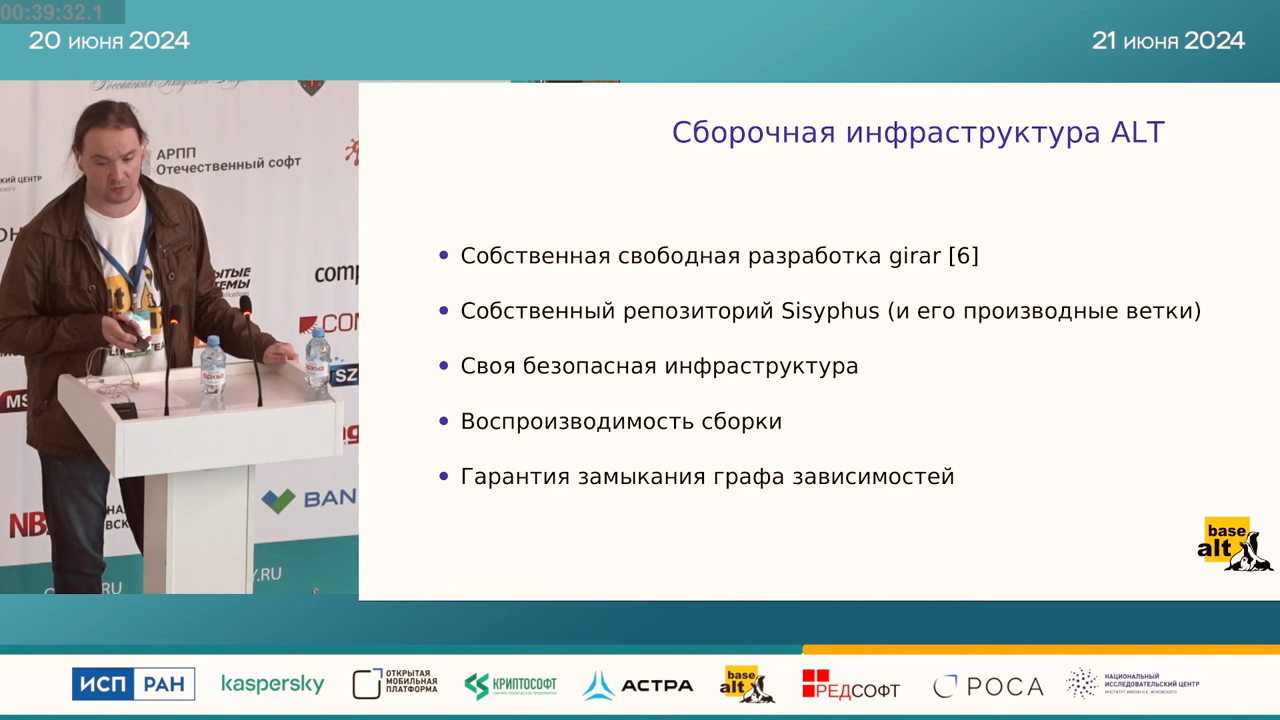 00:39:32.1
20 июня 2024
21 июня 2024
АРПП
Отечественный софт
Сборочная инфраструктура ALT
• Собственная свободная разработка girar [6]
• Собственный репозиторий Sisyphus (и его производные ветки)
• Своя безопасная инфраструктура
• Воспроизводимость сборки
• Гарантия замыкания графа зависимостей
base
alt
ИСП РАН
kaspersky
ОТКРЫТАЯ
МОБИЛЬНАЯ
ПЛАТФОРМА
КРИПТОСОФТ
АСТРА
base
alt
РЕДСОФТ
РОСА
НАЦИОНАЛЬНЫЙ
ИССЛЕДОВАТЕЛЬСКИЙ ЦЕНТР